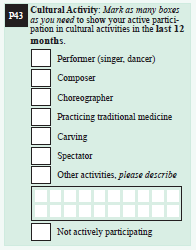 P43 Cultural Activity: Mark as many boxes
as you need to show your active partici-
pation in cultural activities in the last 12
months.
Performer (singer, dancer)
Composer
Choreographer
Practicing traditional medicine
Carving
Spectator
Other activities, please describe
Not actively participating